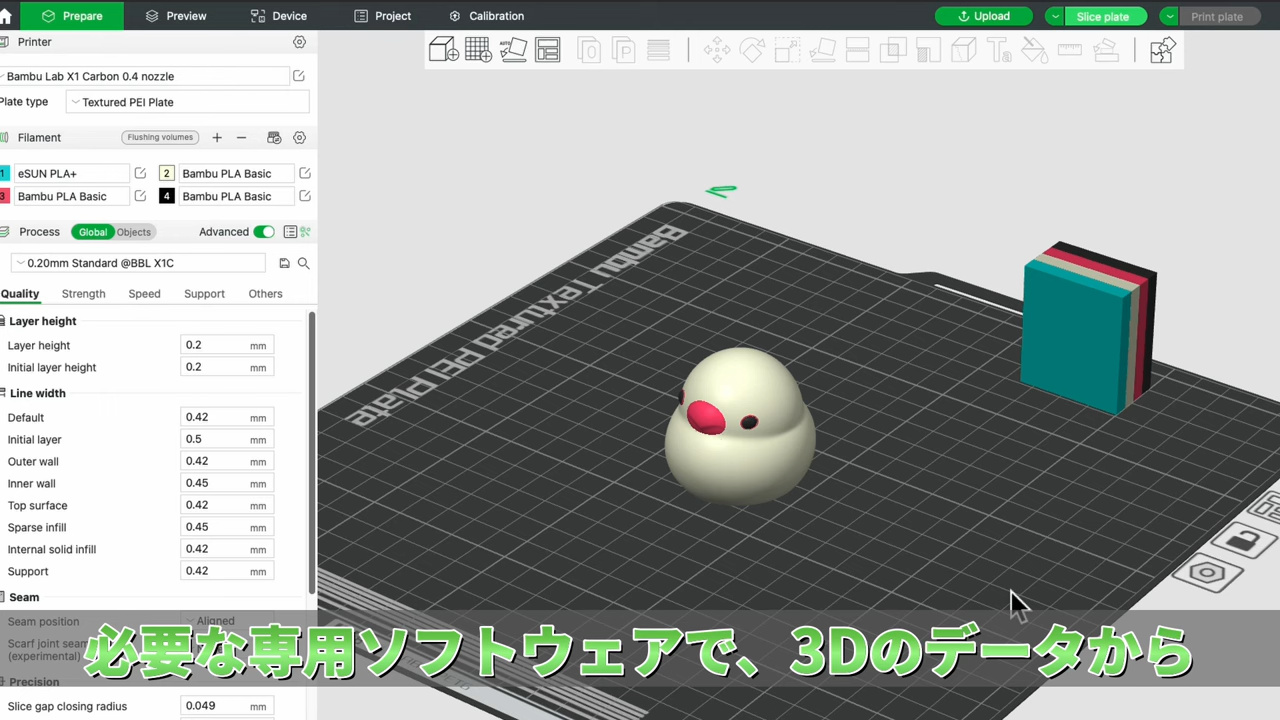 Prepare
Preview
Device
Project
Calibration
Upload
Slice plate
Print plate
Printer
Bambu Lab X1 Carbon 0.4 nozzle
Plate type
Textured PEI Plate
Filament
Flushing volumes
1 eSUN PLA+
2 Bambu PLA Basic
3 Bambu PLA Basic
4 Bambu PLA Basic
Process
Global
Objects
Advanced
0.20mm Standard @BBL X1C
Quality
Strength
Speed
Support
Others
Layer height
Layer height 0.2 mm
Initial layer height 0.2 mm
Line width
Default 0.42 mm
Initial layer 0.5 mm
Outer wall 0.42 mm
Inner wall 0.45 mm
Top surface 0.42 mm
Sparse infill 0.45 mm
Internal solid infill 0.42 mm
Support 0.42 mm
Seam
Seam position Aligned
Scarf joint seam
(experimental)
Precision
Slice gap closing radius 0.049 mm
Bambu Textured PEI Plate
必要な専用ソフトウェアで、3Dのデータから